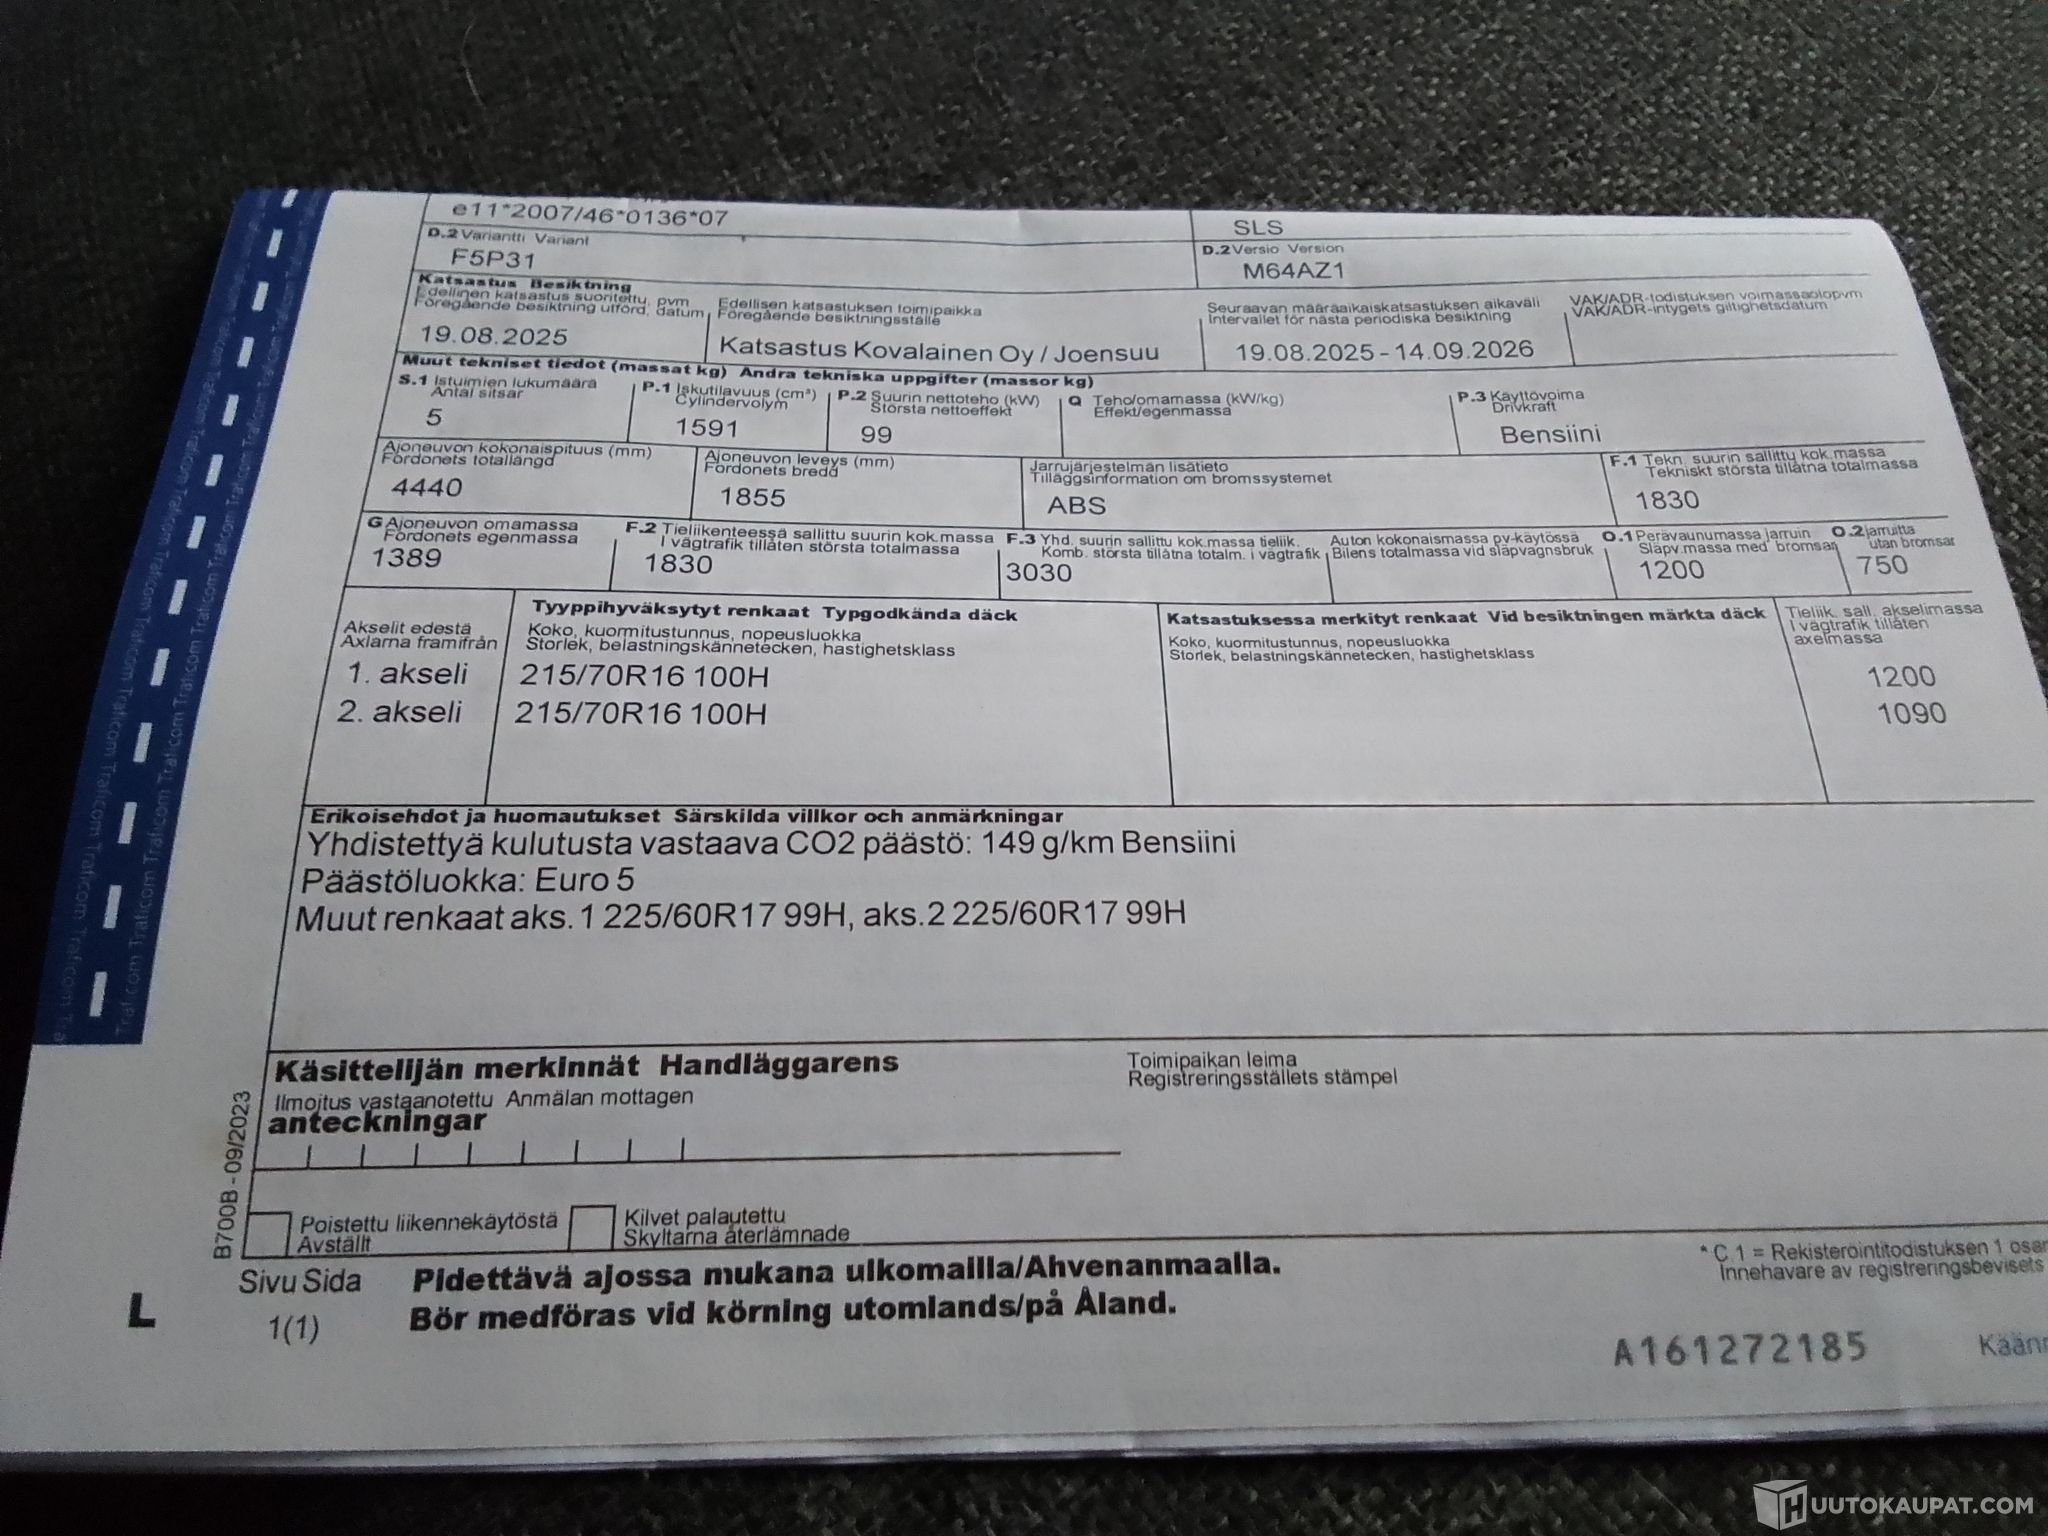 e11*2007/46*0136*07
SLS
D.2 Variantti Variant
D.2 Versio Version
F5P31
M64AZ1
Katsastus Besiktning
Edellinen katsastus suoritettu, pvm
Föregående besiktning utförd, datum
Edellisen katsastuksen toimipaikka
Föregående besiktningsställe
Seuraavan määräaikaiskatsastuksen aikaväli
Intervallet för nästa periodiska besiktning
VAK/ADR-todistuksen voimassaolopvm
VAK/ADR-intygets giltighetsdatum
19.08.2025
Katsastus Kovalainen Oy / Joensuu
19.08.2025 - 14.09.2026
Muut tekniset tiedot (massat kg) Andra tekniska uppgifter (massor kg)
S.1 Istuimien lukumäärä
Antal sitsar
P.1 Iskutilavuus (cm³)
Cylindervolym
P.2 Suurin nettoteho (kW)
Största nettoeffekt
Q Teho/omamassa (kW/kg)
Effekt/egenmassa
P.3 Käyttövoima
Drivkraft
5
1591
99
Bensiini
Ajoneuvon kokonaispituus (mm)
Fordonets totallängd
Ajoneuvon leveys (mm)
Fordonets bredd
Jarrujärjestelmän lisätieto
Tilläggsinformation om bromssystemet
F.1 Tekn. suurin sallittu kok.massa
Tekniskt största tillåtna totalmassa
4440
1855
ABS
1830
G Ajoneuvon omamassa
Fordonets egenmassa
F.2 Tieliikenteessä sallittu suurin kok.massa
I vägtrafik tillåten största totalmassa
F.3 Yhd. suurin sallittu kok.massa tieliik.
Komb. största tillåtna totalm. i vägtrafik
Auton kokonaismassa pv-käytössä
Bilens totalmassa vid släpvagnsbruk
O.1 Perävaunumassa jarruin
Släpv.massa med bromsar
O.2 jarruitta
utan bromsar
1389
1830
3030
1200
750
Akselit edestä
Axlarna framifrån
Tyyppihyväksytyt renkaat Typgodkända däck
Koko, kuormitustunnus, nopeusluokka
Storlek, belastningskännetecken, hastighetsklass
Katsastuksessa merkityt renkaat Vid besiktningen märkta däck
Koko, kuormitustunnus, nopeusluokka
Storlek, belastningskännetecken, hastighetsklass
Tieliik. sall. akselimassa
I vägtrafik tillåten
axelmassa
1. akseli
215/70R16 100H
1200
2. akseli
215/70R16 100H
1090
Erikoisehdot ja huomautukset Särskilda villkor och anmärkningar
Yhdistettyä kulutusta vastaava CO2 päästö: 149 g/km Bensiini
Päästöluokka: Euro 5
Muut renkaat aks. 1 225/60R17 99H, aks.2 225/60R17 99H
Käsittelijän merkinnät Handläggarens
Ilmoitus vastaanotettu Anmälan mottagen
anteckningar
Toimipaikan leima
Registreringsställets stämpel
B700B - 09/2023
Poistettu liikennekäytöstä
Avställt
Kilvet palautettu
Skyltarna återlämnade
* C.1 = Rekisteröintitodistuksen 1 osan
Innehavare av registreringsbevisets
Sivu Sida
1(1)
L
Pidettävä ajossa mukana ulkomailla/Ahvenanmaalla.
Bör medföras vid körning utomlands/på Åland.
A161272185
Traficom Traficom Traficom Traficom Traficom
HUUTOKAUPAT.COM